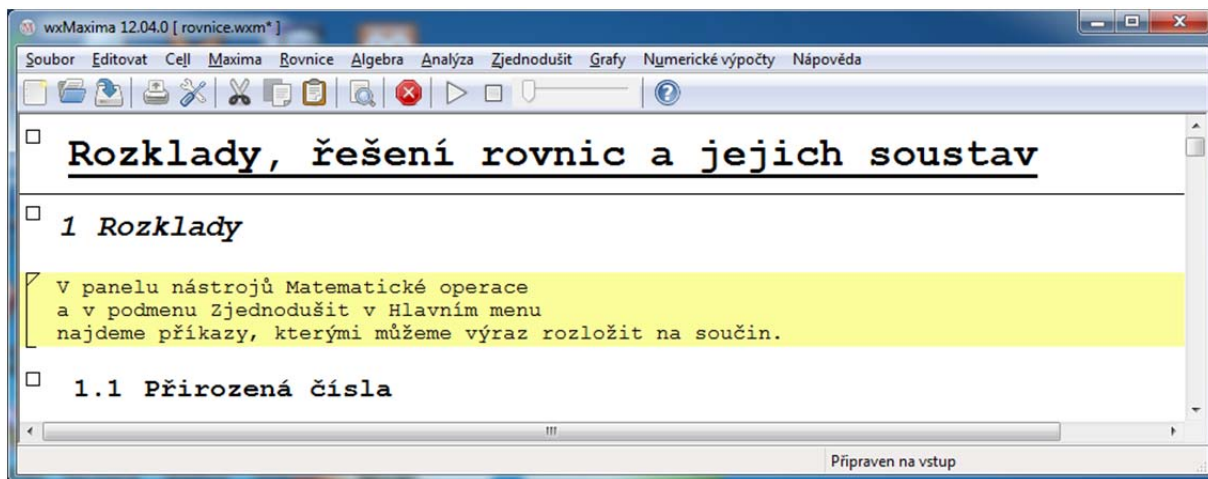 wxMaxima 12.04.0 [ rovnice.wxm* ]
Soubor Editovat Cell Maxima Rovnice Algebra Analýza Zjednodušit Grafy Numerické výpočty Nápověda
Rozklady, řešení rovnic a jejich soustav
1 Rozklady
V panelu nástrojů Matematické operace
a v podmenu Zjednodušit v Hlavním menu
najdeme příkazy, kterými můžeme výraz rozložit na součin.
1.1 Přirozená čísla
Připraven na vstup